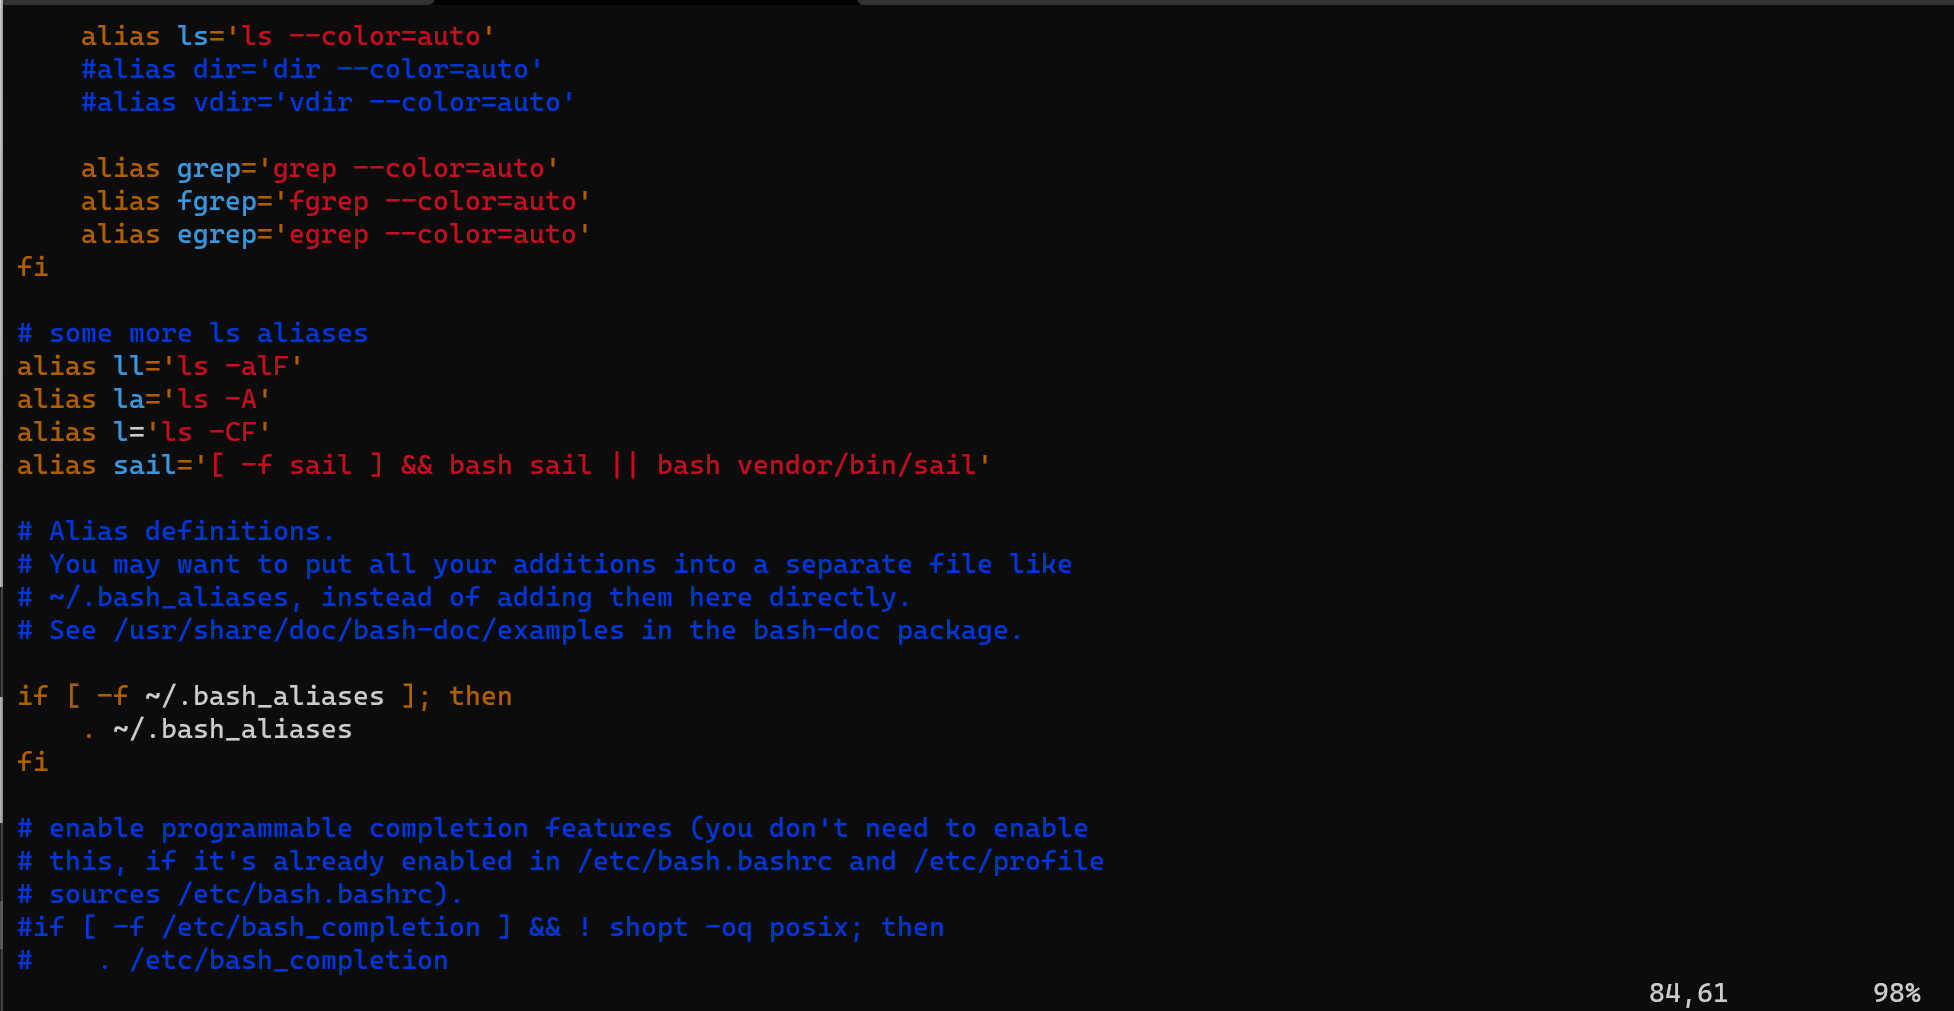 alias ls='ls --color=auto'
    #alias dir='dir --color=auto'
    #alias vdir='vdir --color=auto'

    alias grep='grep --color=auto'
    alias fgrep='fgrep --color=auto'
    alias egrep='egrep --color=auto'
fi

# some more ls aliases
alias ll='ls -alF'
alias la='ls -A'
alias l='ls -CF'
alias sail='[ -f sail ] && bash sail || bash vendor/bin/sail'

# Alias definitions.
# You may want to put all your additions into a separate file like
# ~/.bash_aliases, instead of adding them here directly.
# See /usr/share/doc/bash-doc/examples in the bash-doc package.

if [ -f ~/.bash_aliases ]; then
    . ~/.bash_aliases
fi

# enable programmable completion features (you don't need to enable
# this, if it's already enabled in /etc/bash.bashrc and /etc/profile
# sources /etc/bash.bashrc).
#if [ -f /etc/bash_completion ] && ! shopt -oq posix; then
#    . /etc/bash_completion
84,61         98%